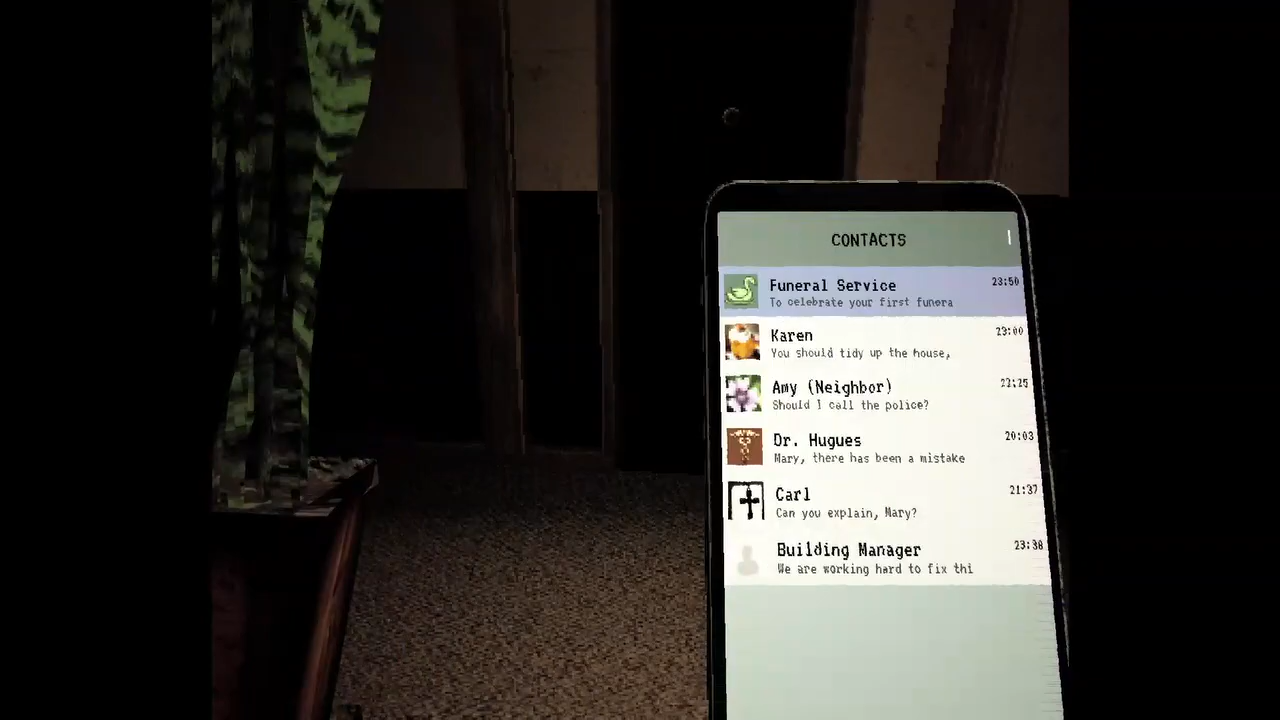 CONTACTS
Funeral Service 23:50
To celebrate your first funera
Karen 23:00
You should tidy up the house,
Amy (Neighbor) 22:25
Should I call the police?
Dr. Hugues 20:03
Mary, there has been a mistake
Carl 21:37
Can you explain, Mary?
Building Manager 23:38
We are working hard to fix thi